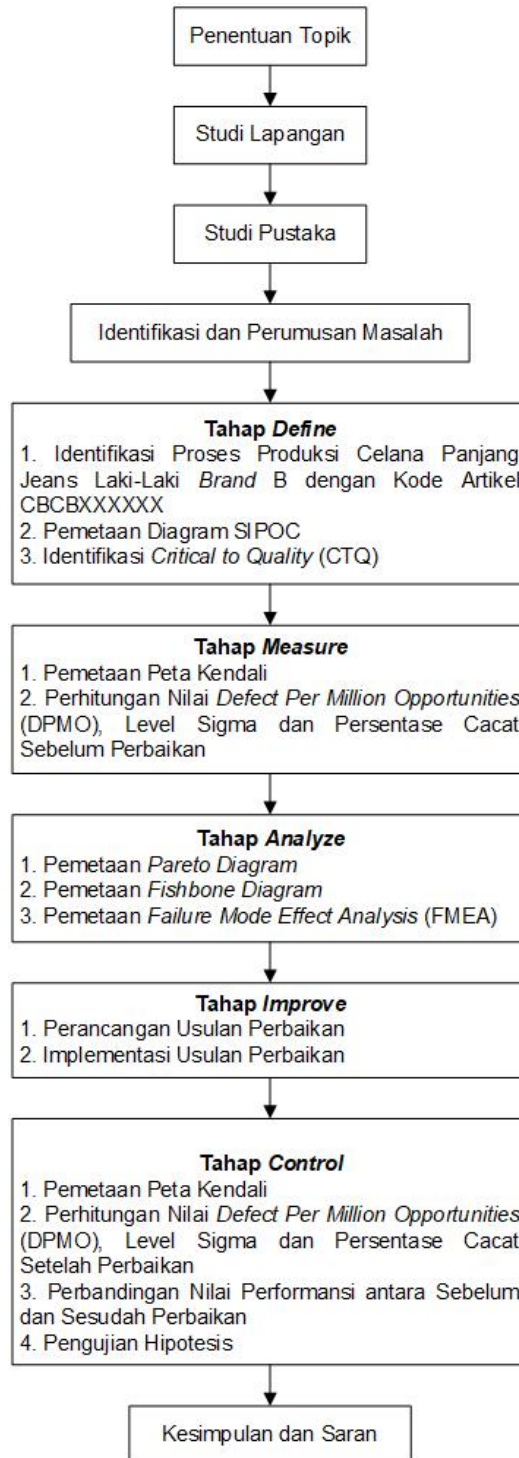 Penentuan Topik
Studi Lapangan
Studi Pustaka
Identifikasi dan Perumusan Masalah
Tahap Define
1. Identifikasi Proses Produksi Celana Panjang
Jeans Laki-Laki Brand B dengan Kode Artikel
CBCBXXXXXX
2. Pemetaan Diagram SIPOC
3. Identifikasi Critical to Quality (CTQ)
Tahap Measure
1. Pemetaan Peta Kendali
2. Perhitungan Nilai Defect Per Million Opportunities
(DPMO), Level Sigma dan Persentase Cacat
Sebelum Perbaikan
Tahap Analyze
1. Pemetaan Pareto Diagram
2. Pemetaan Fishbone Diagram
3. Pemetaan Failure Mode Effect Analysis (FMEA)
Tahap Improve
1. Perancangan Usulan Perbaikan
2. Implementasi Usulan Perbaikan
Tahap Control
1. Pemetaan Peta Kendali
2. Perhitungan Nilai Defect Per Million Opportunities
(DPMO), Level Sigma dan Persentase Cacat
Setelah Perbaikan
3. Perbandingan Nilai Performansi antara Sebelum
dan Sesudah Perbaikan
4. Pengujian Hipotesis
Kesimpulan dan Saran